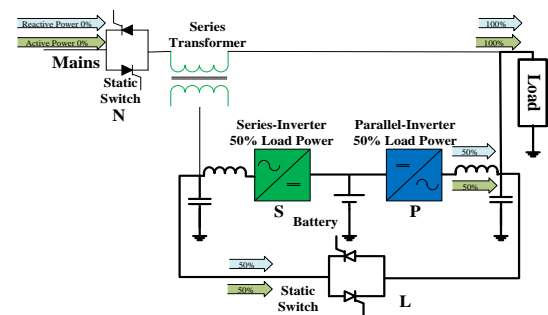 Reactive Power 0%
Active Power 0%
Mains
Static
Switch
N
Series
Transformer
100%
100%
Load
Series-Inverter
50% Load Power
Parallel-Inverter
50% Load Power
50%
50%
S
Battery
P
50%
50%
Static
Switch
L